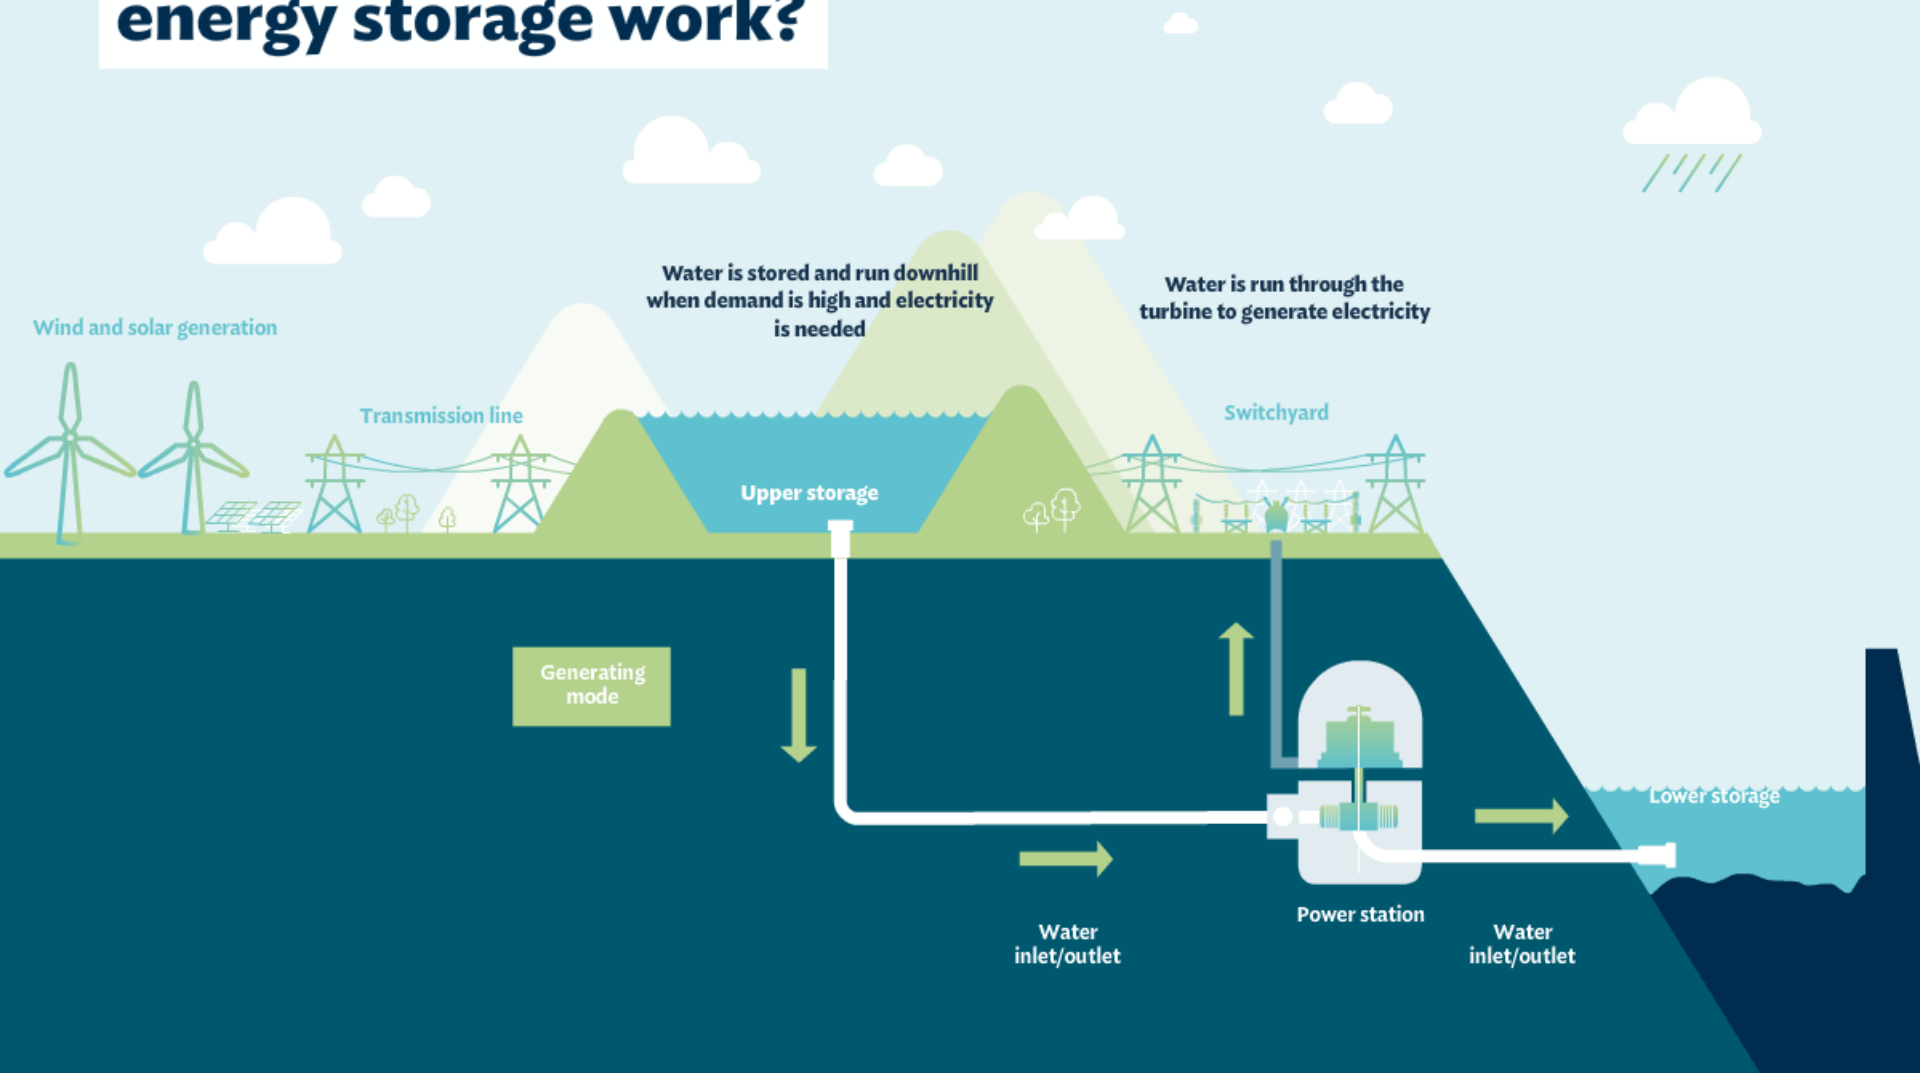 energy storage work?
Water is stored and run downhill
when demand is high and electricity
is needed
Water is run through the
turbine to generate electricity
Wind and solar generation
Transmission line
Switchyard
Upper storage
Generating
mode
Lower storage
Power station
Water
inlet/outlet
Water
inlet/outlet